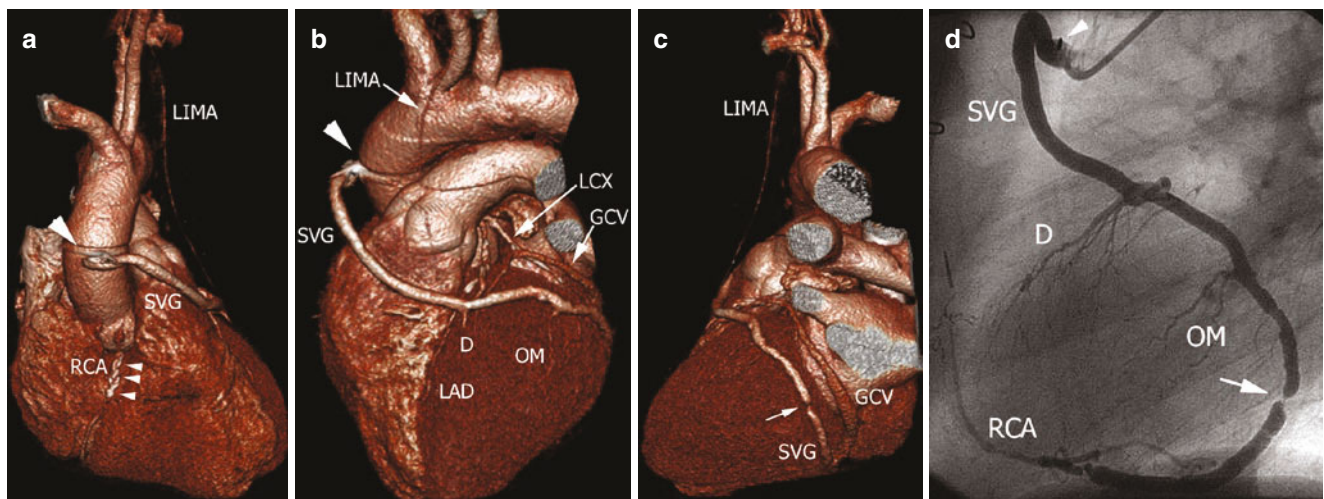 a
LIMA
SVG
RCA
b
LIMA
LCX
GCV
SVG
D
OM
LAD
c
LIMA
GCV
SVG
d
SVG
D
OM
RCA